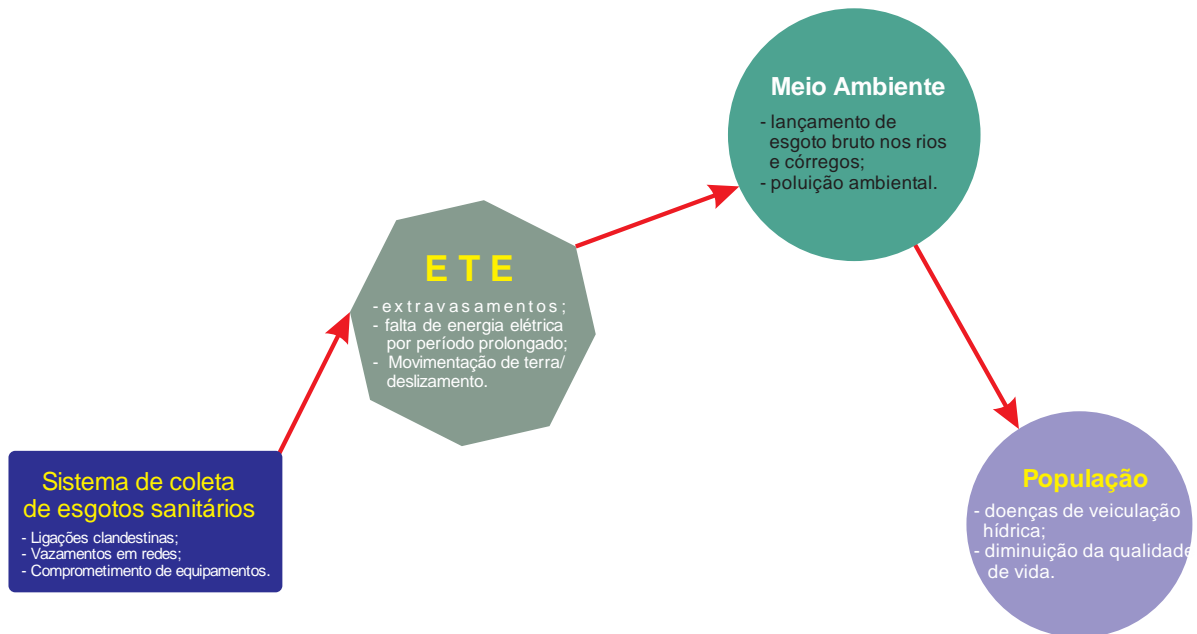 Sistema de coleta
de esgotos sanitários
- Ligações clandestinas;
- Vazamentos em redes;
- Comprometimento de equipamentos.
E T E
- extravasamentos;
- falta de energia elétrica
por período prolongado;
- Movimentação de terra/
deslizamento.
Meio Ambiente
- lançamento de
esgoto bruto nos rios
e córregos;
- poluição ambiental.
População
- doenças de veiculação
hídrica;
- diminuição da qualidade
de vida.